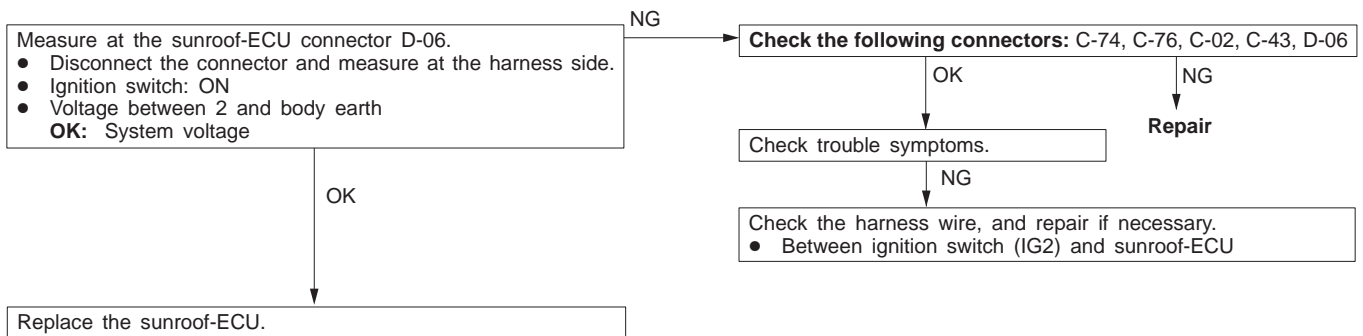 Measure at the sunroof-ECU connector D-06.
● Disconnect the connector and measure at the harness side.
● Ignition switch: ON
● Voltage between 2 and body earth
OK: System voltage
NG
Check the following connectors: C-74, C-76, C-02, C-43, D-06
OK
NG
Repair
Check trouble symptoms.
NG
Check the harness wire, and repair if necessary.
● Between ignition switch (IG2) and sunroof-ECU
OK
Replace the sunroof-ECU.